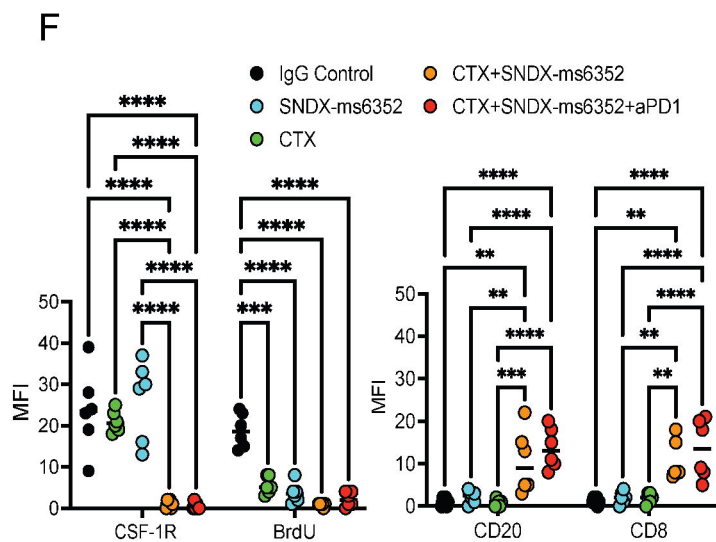 F
IgG Control
CTX+SNDX-ms6352
SNDX-ms6352
CTX+SNDX-ms6352+aPD1
CTX
****
****
****
****
****
****
****
****
****
***
MFI
50
40
30
20
10
0
CSF-1R
BrdU
****
****
**
**
****
***
****
**
****
****
**
**
MFI
50
40
30
20
10
0
CD20
CD8